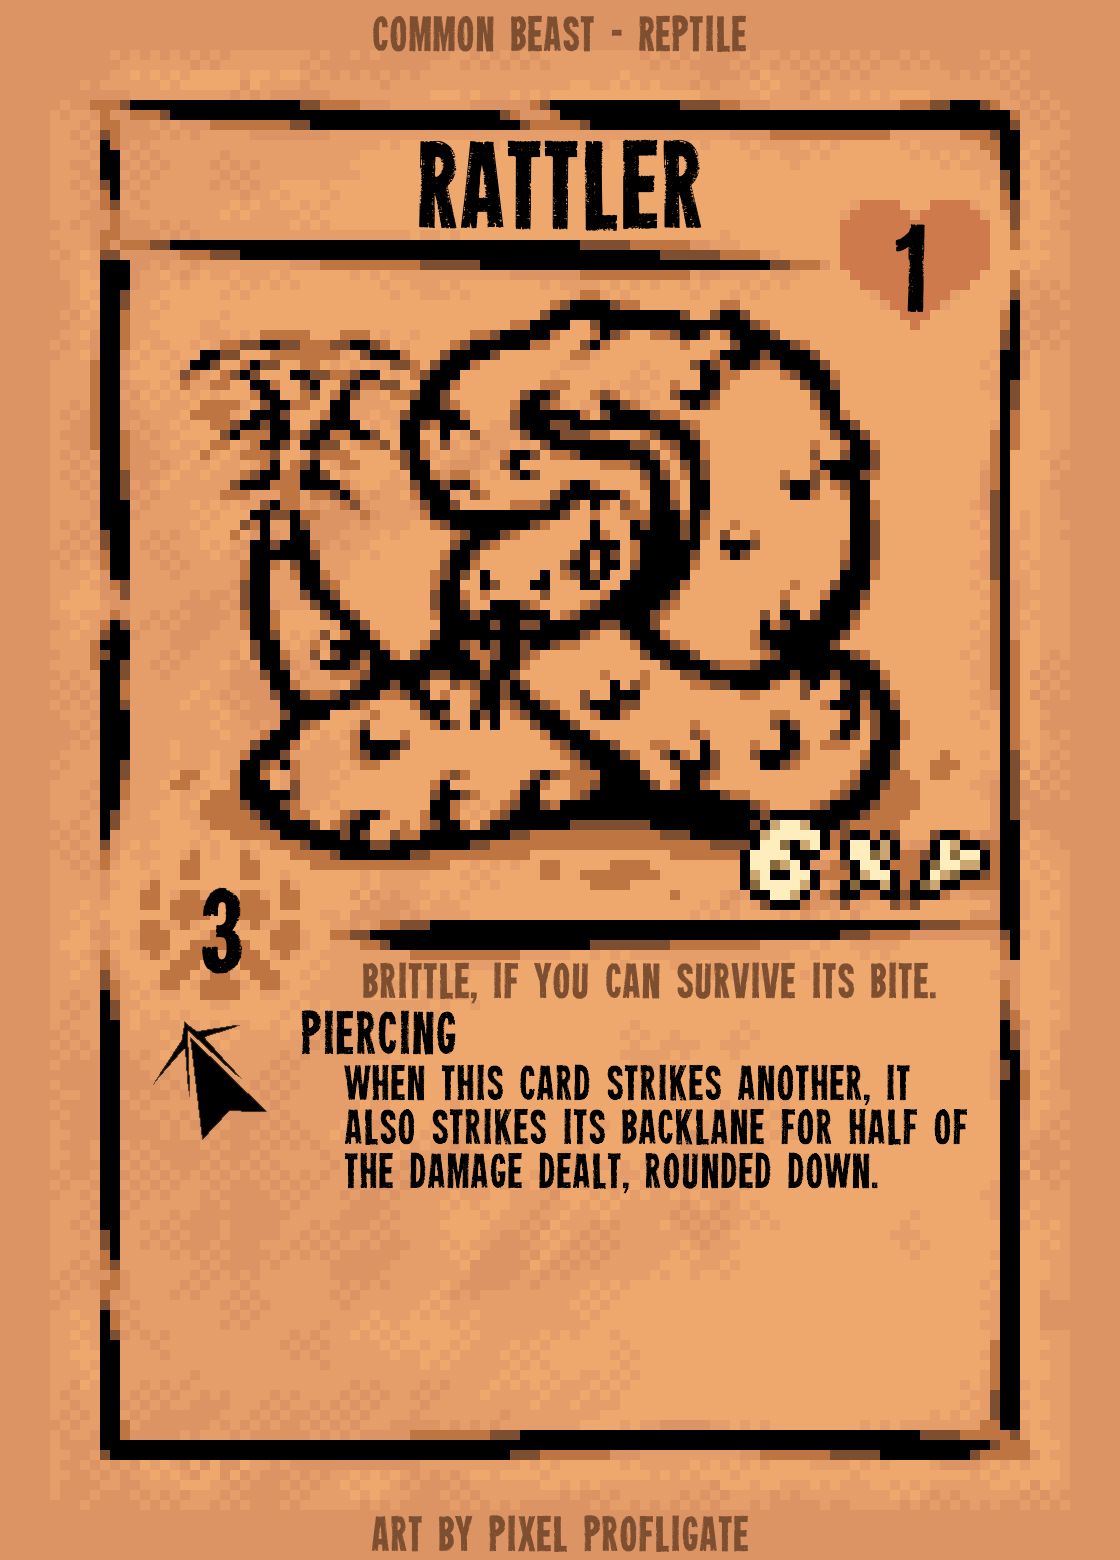 COMMON BEAST - REPTILE
RATTLER
1
6 X
3
BRITTLE, IF YOU CAN SURVIVE ITS BITE.
PIERCING
WHEN THIS CARD STRIKES ANOTHER, IT
ALSO STRIKES ITS BACKLANE FOR HALF OF
THE DAMAGE DEALT, ROUNDED DOWN.
ART BY PIXEL PROFLIGATE